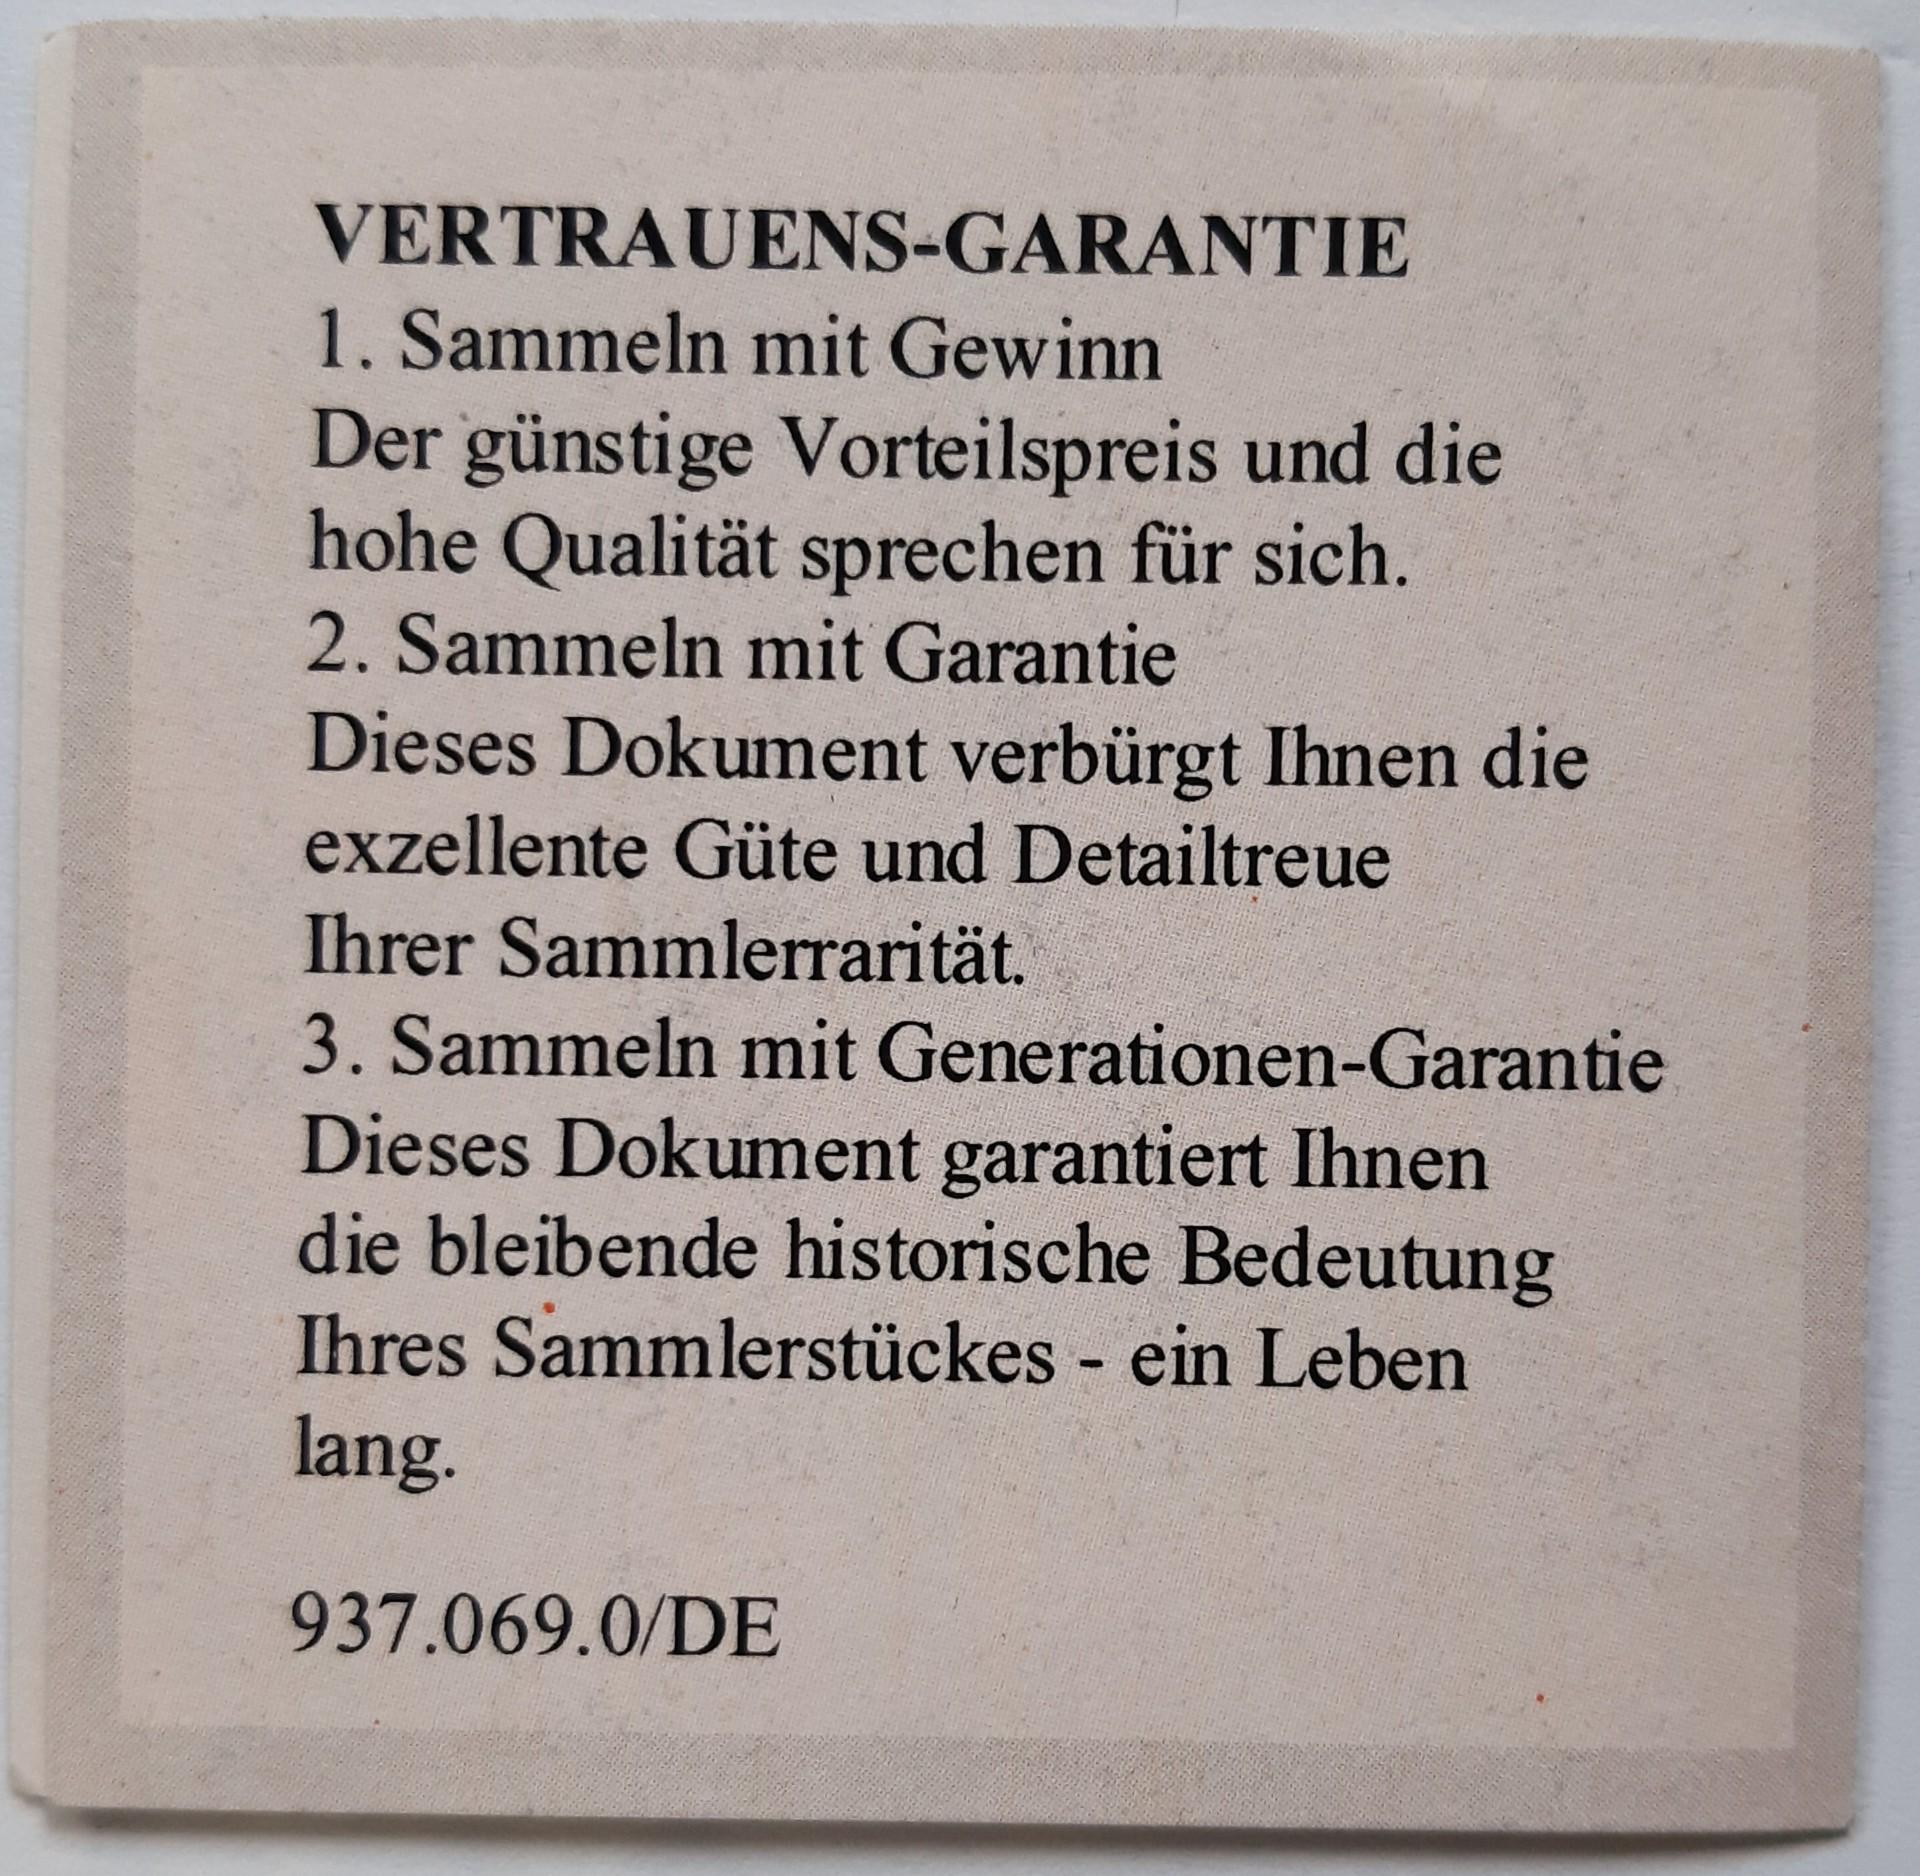 VERTRAUENS-GARANTIE
1. Sammeln mit Gewinn
Der günstige Vorteilspreis und die
hohe Qualität sprechen für sich.
2. Sammeln mit Garantie
Dieses Dokument verbürgt Ihnen die
exzellente Güte und Detailtreue
Ihrer Sammlerrarität.
3. Sammeln mit Generationen-Garantie
Dieses Dokument garantiert Ihnen
die bleibende historische Bedeutung
Ihres Sammlerstückes - ein Leben
lang.
937.069.0/DE